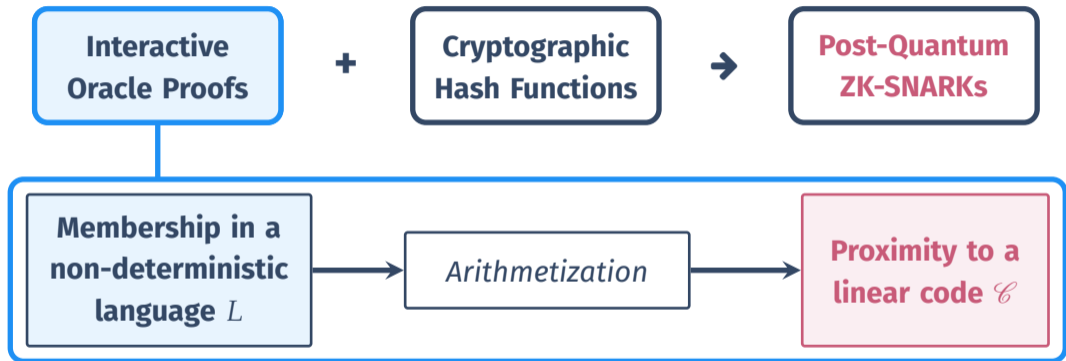 Interactive
Oracle Proofs
+
Cryptographic
Hash Functions
→
Post-Quantum
ZK-SNARKs
Membership in a
non-deterministic
language L
Arithmetization
Proximity to a
linear code 𝒞